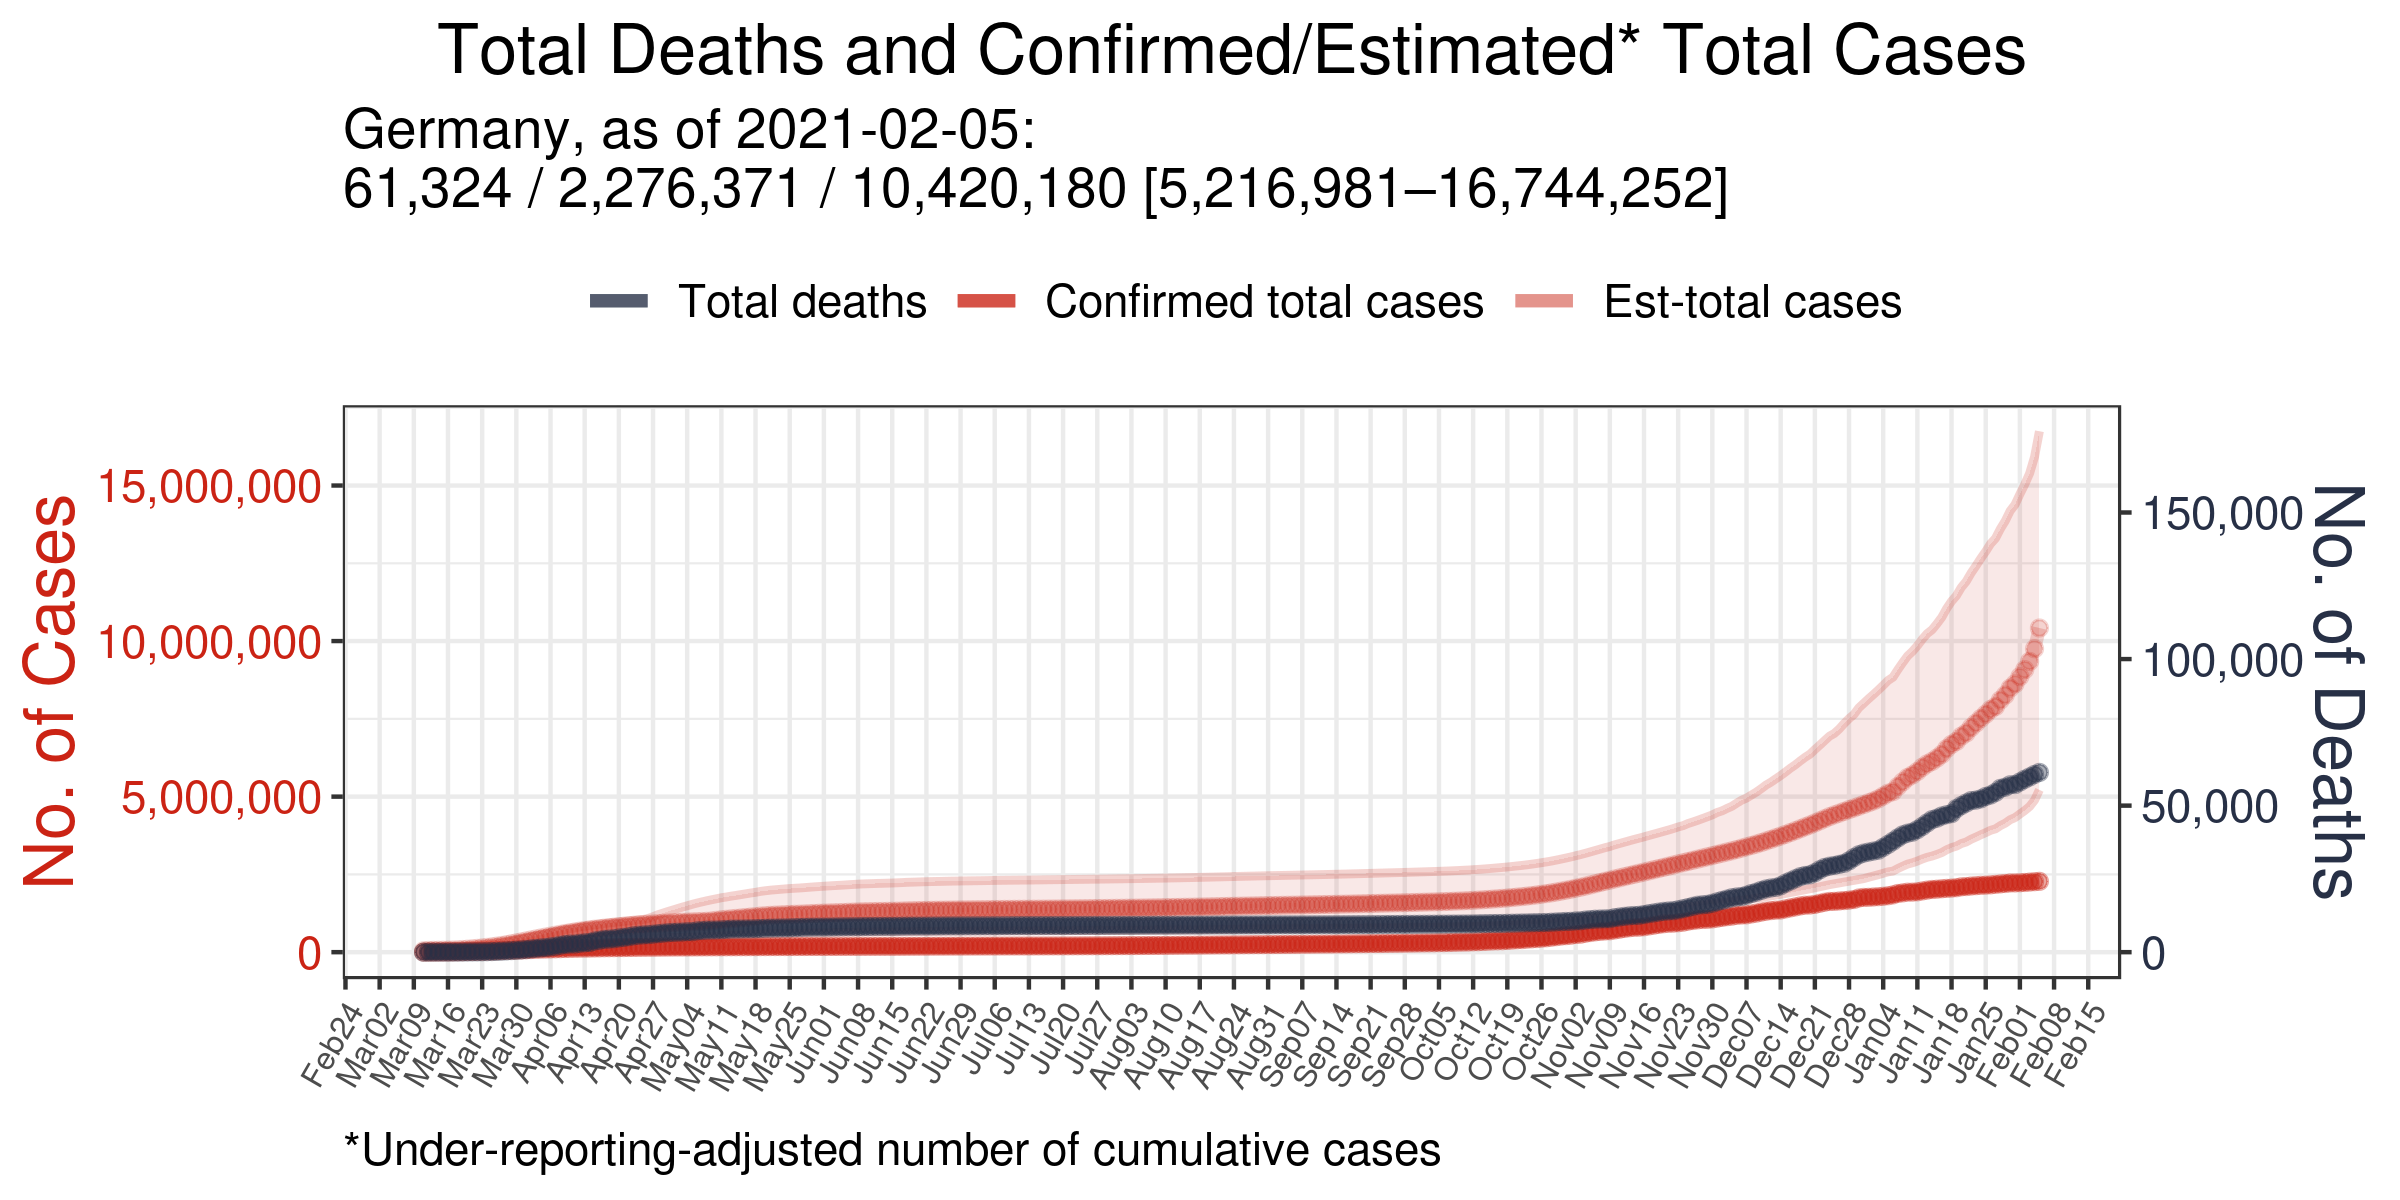 Total Deaths and Confirmed/Estimated* Total Cases
Germany, as of 2021-02-05:
61,324 / 2,276,371 / 10,420,180 [5,216,981–16,744,252]
Total deaths
Confirmed total cases
Est-total cases
No. of Cases
15,000,000
10,000,000
5,000,000
0
150,000
100,000
50,000
0
No. of Deaths
Feb24
Mar02
Mar09
Mar16
Mar23
Mar30
Apr06
Apr13
Apr20
Apr27
May04
May11
May18
May25
Jun01
Jun08
Jun15
Jun22
Jun29
Jul06
Jul13
Jul20
Jul27
Aug03
Aug10
Aug17
Aug24
Aug31
Sep07
Sep14
Sep21
Sep28
Oct05
Oct12
Oct19
Oct26
Nov02
Nov09
Nov16
Nov23
Nov30
Dec07
Dec14
Dec21
Dec28
Jan04
Jan11
Jan18
Jan25
Feb01
Feb08
Feb15
*Under-reporting-adjusted number of cumulative cases